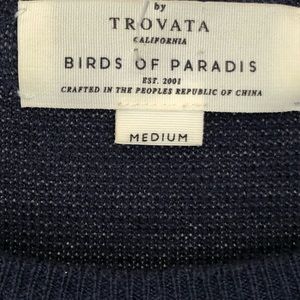 by
TROVATA
CALIFORNIA
BIRDS OF PARADIS
EST. 2001
CRAFTED IN THE PEOPLES REPUBLIC OF CHINA
MEDIUM